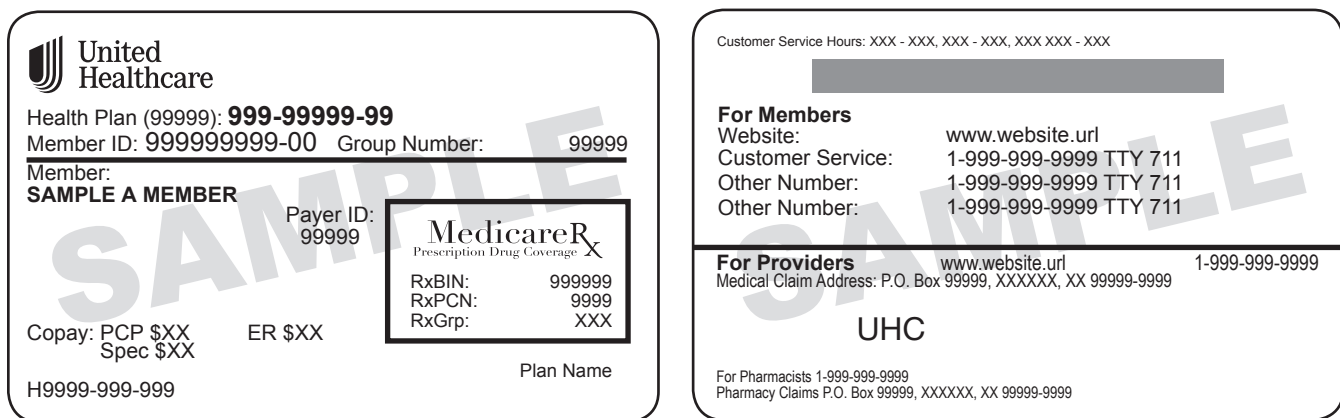 United
Healthcare
Health Plan (99999): 999-99999-99
Member ID: 999999999-00 Group Number: 99999
Member:
SAMPLE A MEMBER
Payer ID:
99999
MedicareRx
Prescription Drug Coverage
RxBIN: 999999
RxPCN: 9999
RxGrp: XXX
Copay: PCP $XX ER $XX
Spec $XX
H9999-999-999
Plan Name
SAMPLE
Customer Service Hours: XXX - XXX, XXX - XXX, XXX XXX - XXX
For Members
Website: www.website.url
Customer Service: 1-999-999-9999 TTY 711
Other Number: 1-999-999-9999 TTY 711
Other Number: 1-999-999-9999 TTY 711
For Providers www.website.url 1-999-999-9999
Medical Claim Address: P.O. Box 99999, XXXXXX, XX 99999-9999
UHC
For Pharmacists 1-999-999-9999
Pharmacy Claims P.O. Box 99999, XXXXXX, XX 99999-9999
SAMPLE